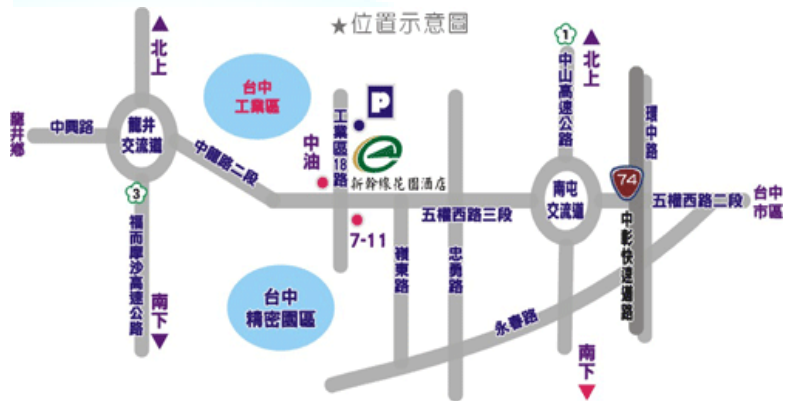 ★位置示意圖
北上
1
北上
台中
工業區
P
中山高速公路
環中路
龍井鄉
中興路
龍井
交流道
中龍路二段
中油
工業區18路
新幹線花園酒店
74
南屯
交流道
五權西路三段
五權西路二段
台中
市區
3
福而摩沙高速公路
7-11
嶺東路
忠勇路
中彰快速道路
台中
精密園區
永春路
南下
南下